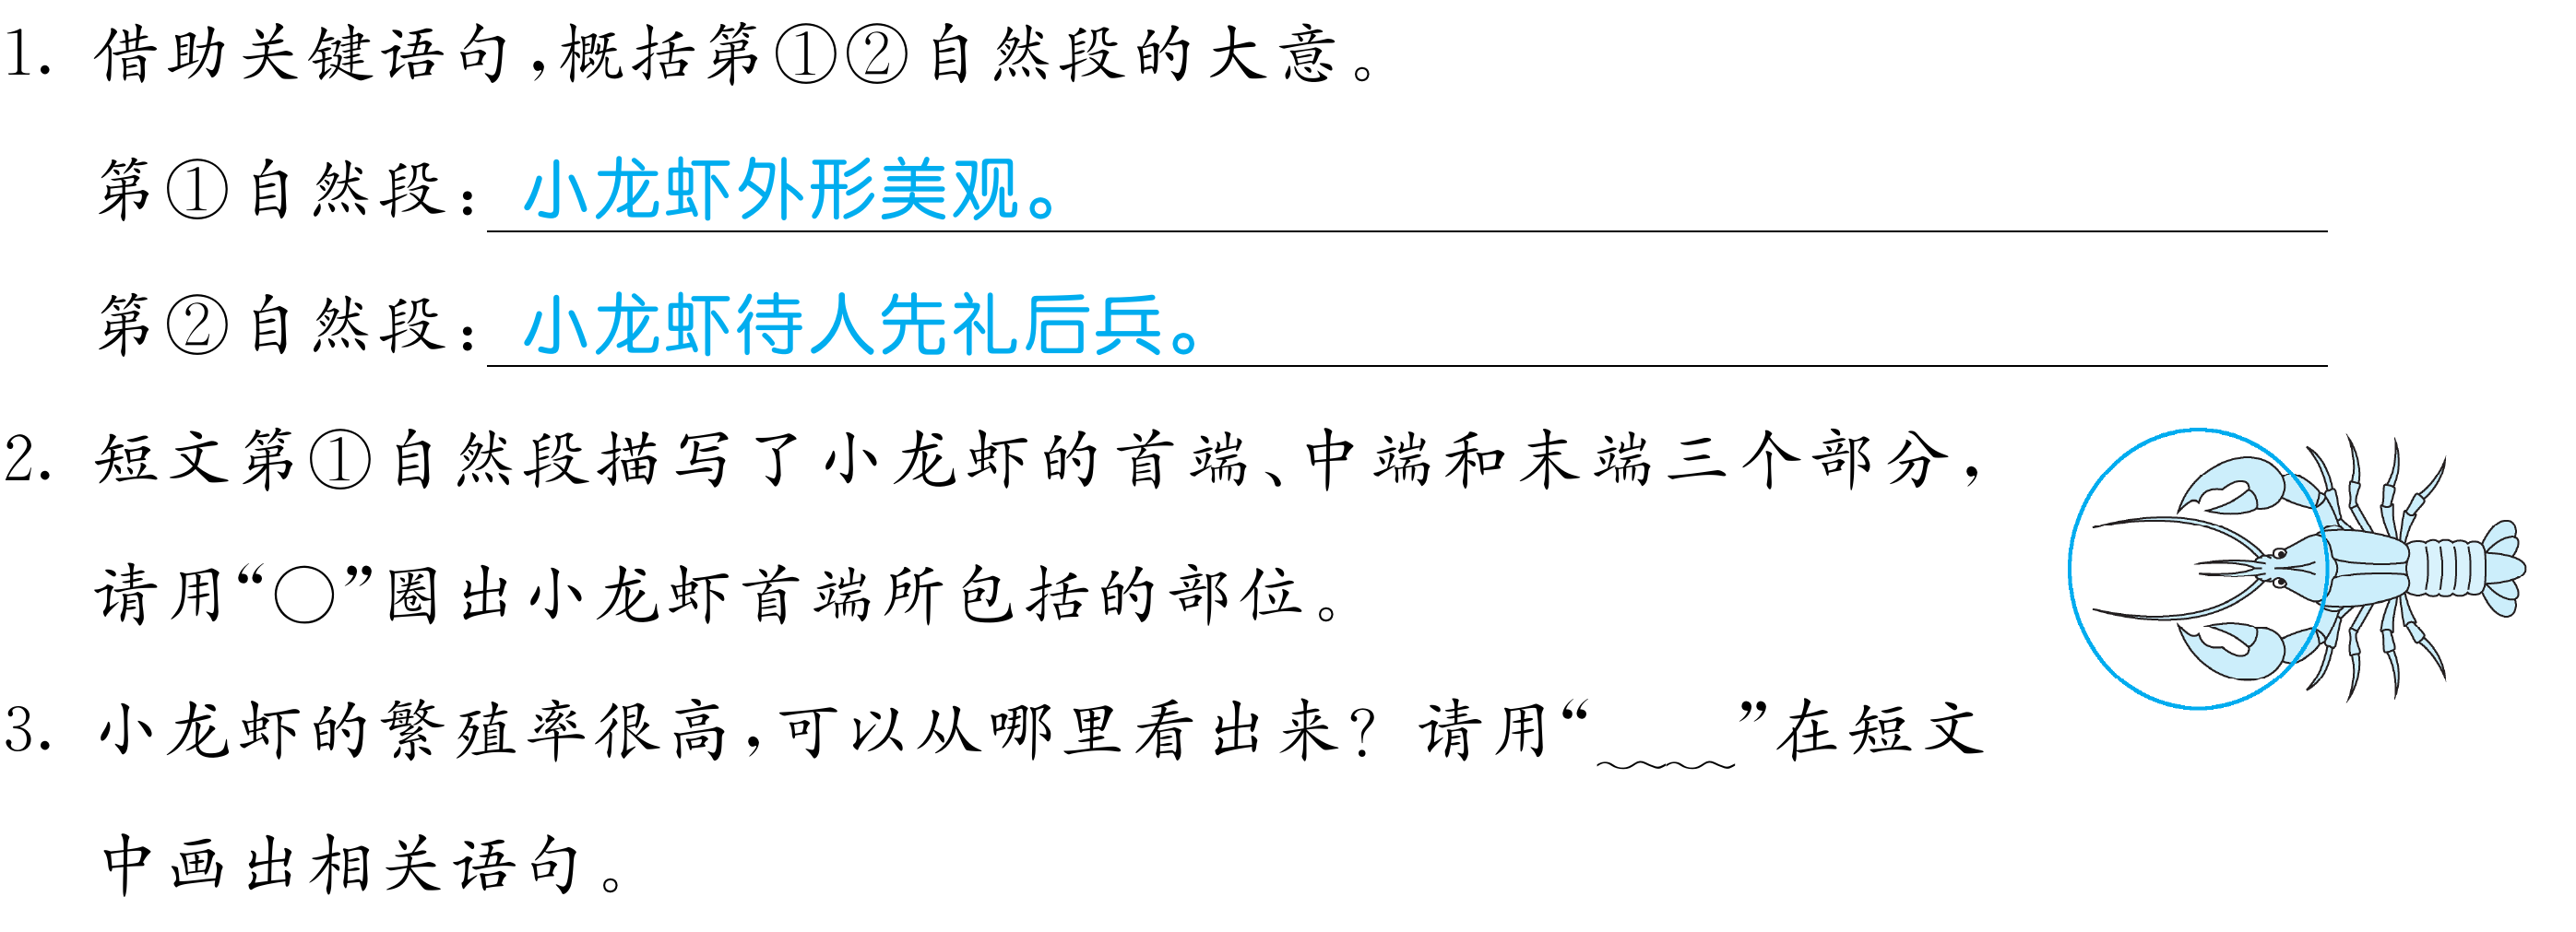 1. 借助关键语句,概括第①②自然段的大意。
第①自然段:小龙虾外形美观。
第②自然段:小龙虾待人先礼后兵。
2. 短文第①自然段描写了小龙虾的首端、中端和末端三个部分,
请用“○”圈出小龙虾首端所包括的部位。
3. 小龙虾的繁殖率很高,可以从哪里看出来? 请用“﹏﹏”在短文
中画出相关语句。